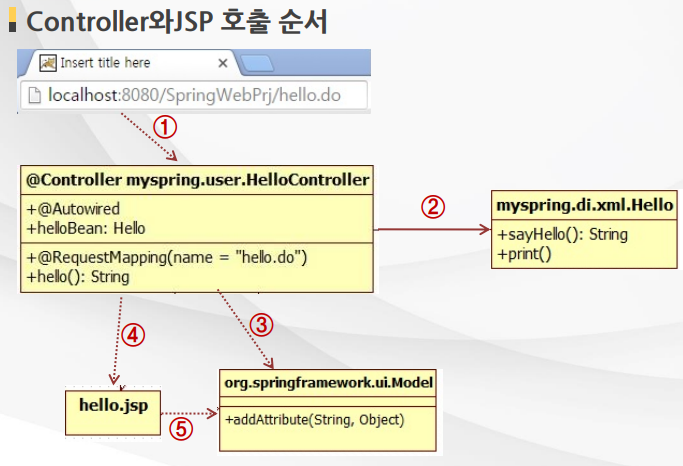 Controller와JSP 호출 순서
Insert title here
localhost:8080/SpringWebPrj/hello.do
①
@Controller myspring.user.HelloController
+@Autowired
+helloBean: Hello
+@RequestMapping(name = "hello.do")
+hello(): String
②
myspring.di.xml.Hello
+sayHello(): String
+print()
④
③
hello.jsp
⑤
org.springframework.ui.Model
+addAttribute(String, Object)